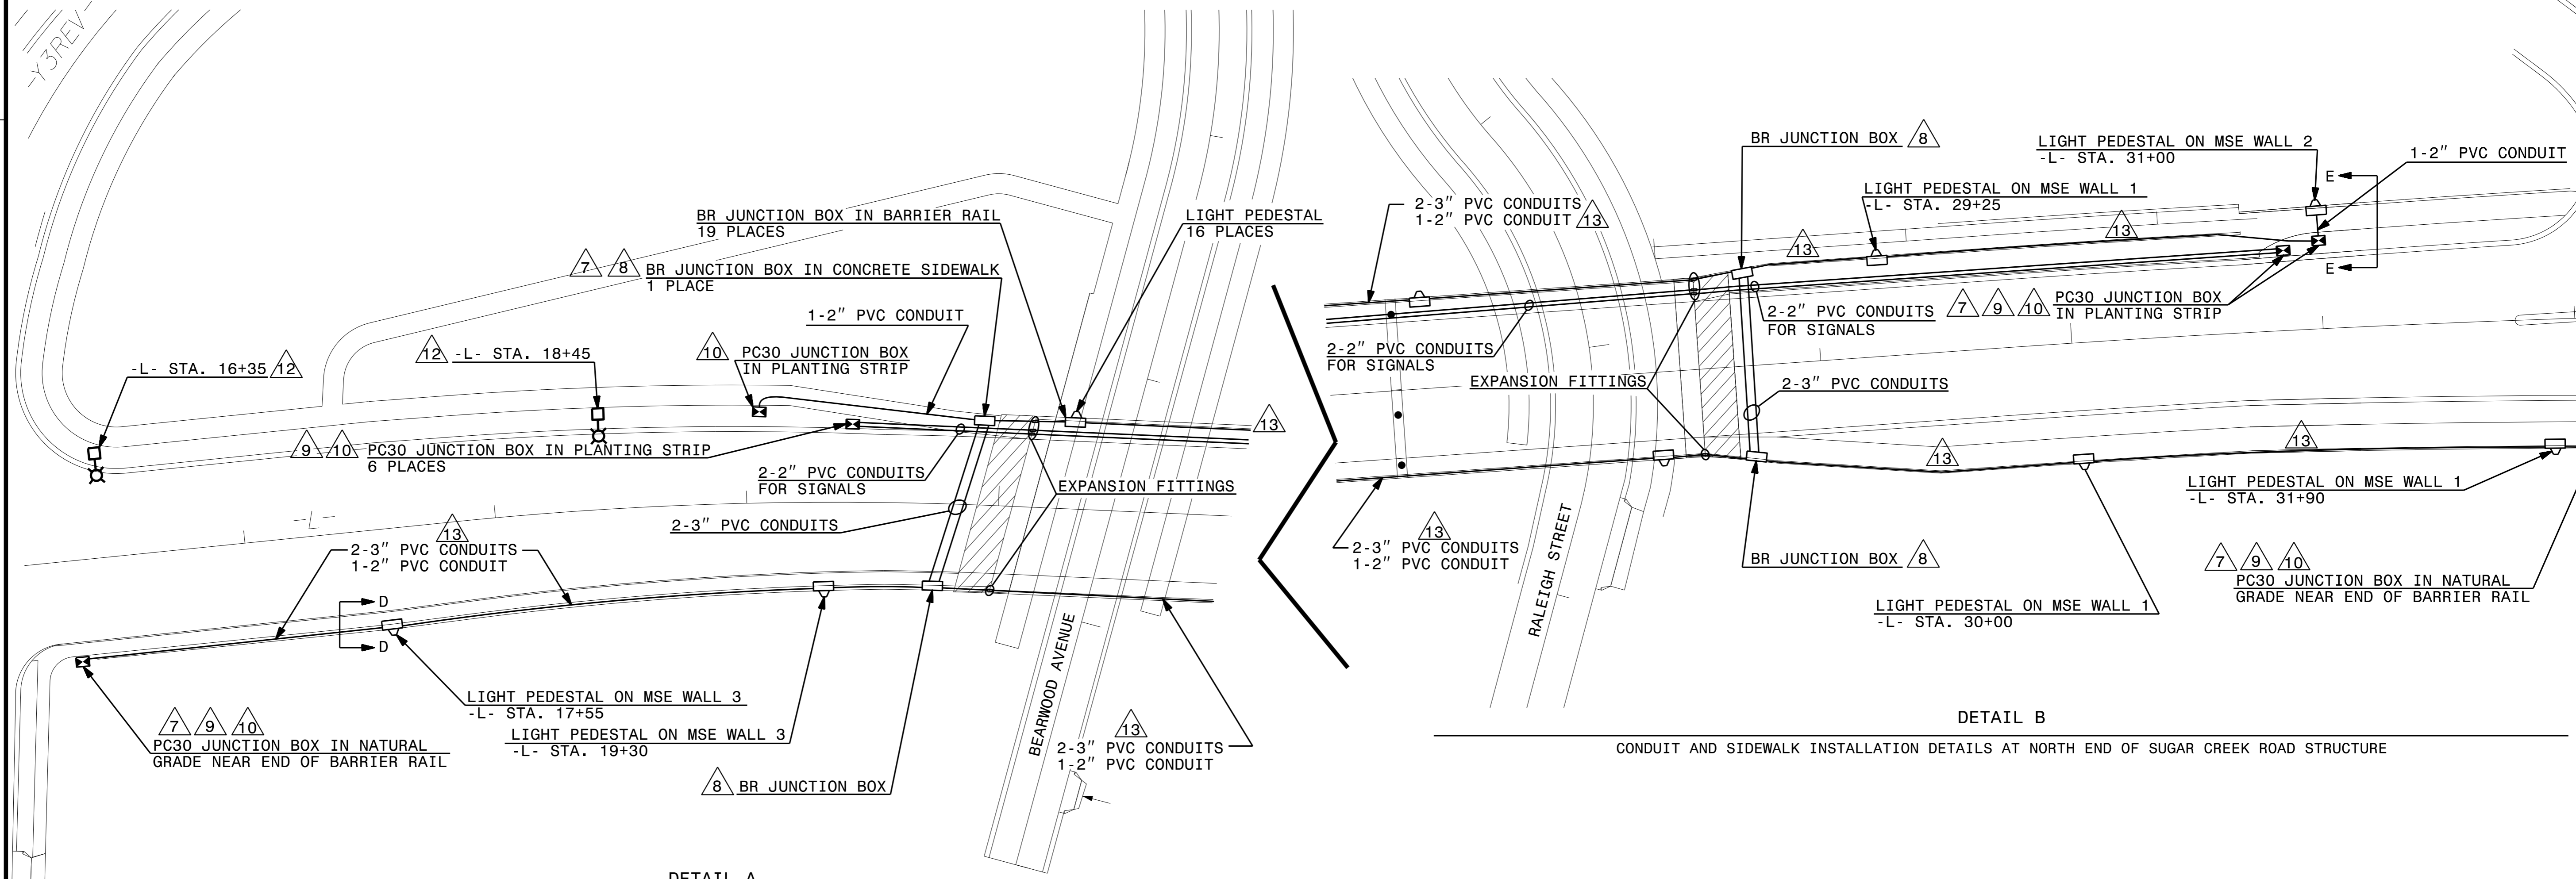 -Y3REV-
BR JUNCTION BOX IN BARRIER RAIL
19 PLACES
LIGHT PEDESTAL
16 PLACES
7 8 BR JUNCTION BOX IN CONCRETE SIDEWALK
1 PLACE
1-2" PVC CONDUIT
-L- STA. 16+35 12
12 -L- STA. 18+45
10 PC30 JUNCTION BOX
IN PLANTING STRIP
13
9 10 PC30 JUNCTION BOX IN PLANTING STRIP
6 PLACES
2-2" PVC CONDUITS
FOR SIGNALS
EXPANSION FITTINGS
2-3" PVC CONDUITS
-L-
13
2-3" PVC CONDUITS
1-2" PVC CONDUIT
D
D
LIGHT PEDESTAL ON MSE WALL 3
-L- STA. 17+55
7 9 10
PC30 JUNCTION BOX IN NATURAL
GRADE NEAR END OF BARRIER RAIL
LIGHT PEDESTAL ON MSE WALL 3
-L- STA. 19+30
8 BR JUNCTION BOX
BEARWOOD AVENUE
13
2-3" PVC CONDUITS
1-2" PVC CONDUIT
DETAIL A
BR JUNCTION BOX 8
LIGHT PEDESTAL ON MSE WALL 2
-L- STA. 31+00
1-2" PVC CONDUIT
E
E
2-3" PVC CONDUITS
1-2" PVC CONDUIT 13
LIGHT PEDESTAL ON MSE WALL 1
-L- STA. 29+25
13
13
2-2" PVC CONDUITS
FOR SIGNALS
7 9 10 PC30 JUNCTION BOX
IN PLANTING STRIP
2-2" PVC CONDUITS
FOR SIGNALS
EXPANSION FITTINGS
2-3" PVC CONDUITS
13
13
LIGHT PEDESTAL ON MSE WALL 1
-L- STA. 31+90
13
2-3" PVC CONDUITS
1-2" PVC CONDUIT
RALEIGH STREET
BR JUNCTION BOX 8
7 9 10
PC30 JUNCTION BOX IN NATURAL
GRADE NEAR END OF BARRIER RAIL
LIGHT PEDESTAL ON MSE WALL 1
-L- STA. 30+00
DETAIL B
CONDUIT AND SIDEWALK INSTALLATION DETAILS AT NORTH END OF SUGAR CREEK ROAD STRUCTURE